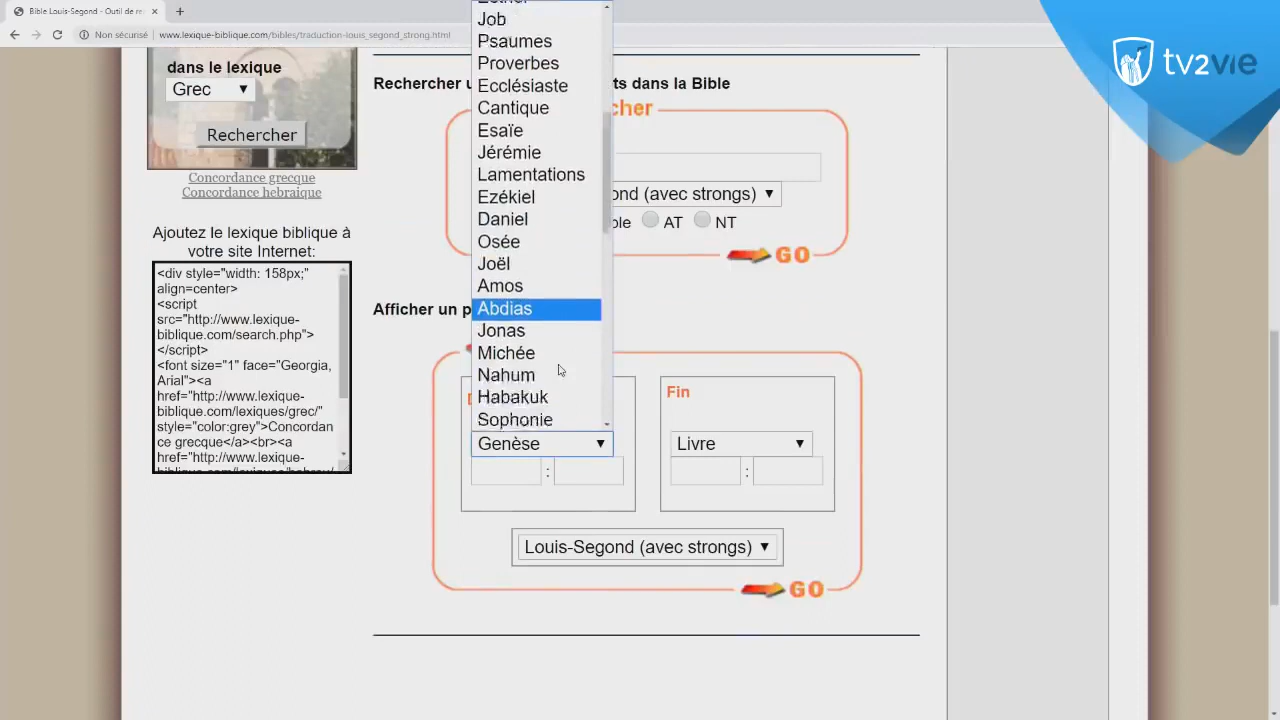 Bible Louis-Segond - Outil de re
Non sécurisé
www.lexique-biblique.com/bibles/traduction-louis_segond_strong.html
tv2vie
dans le lexique
Grec
Rechercher
Concordance grecque
Concordance hebraique
Ajoutez le lexique biblique à
votre site Internet:
<div style="width: 158px;"
align=center>
<script
src="http://www.lexique-
biblique.com/search.php">
</script>
<font size="1" face="Georgia,
Arial"><a
href="http://www.lexique-
biblique.com/lexiques/grec/"
style="color:grey">Concordan
ce grecque</a><br><a
href="http://www.lexique-
biblique.com/lexiques/hebreu/
Rechercher u
ts dans la Bible
cher
ond (avec strongs)
ble
AT
NT
GO
Job
Psaumes
Proverbes
Ecclésiaste
Cantique
Esaïe
Jérémie
Lamentations
Ezékiel
Daniel
Osée
Joël
Amos
Abdias
Jonas
Michée
Nahum
Habakuk
Sophonie
Genèse
:
Afficher un p
Fin
Livre
:
Louis-Segond (avec strongs)
GO